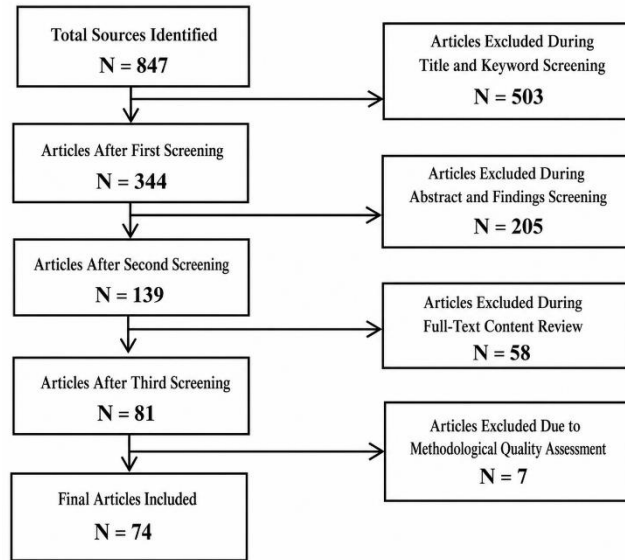 Total Sources Identified
N = 847
Articles Excluded During
Title and Keyword Screening
N = 503
Articles After First Screening
N = 344
Articles Excluded During
Abstract and Findings Screening
N = 205
Articles After Second Screening
N = 139
Articles Excluded During
Full-Text Content Review
N = 58
Articles After Third Screening
N = 81
Articles Excluded Due to
Methodological Quality Assessment
N = 7
Final Articles Included
N = 74